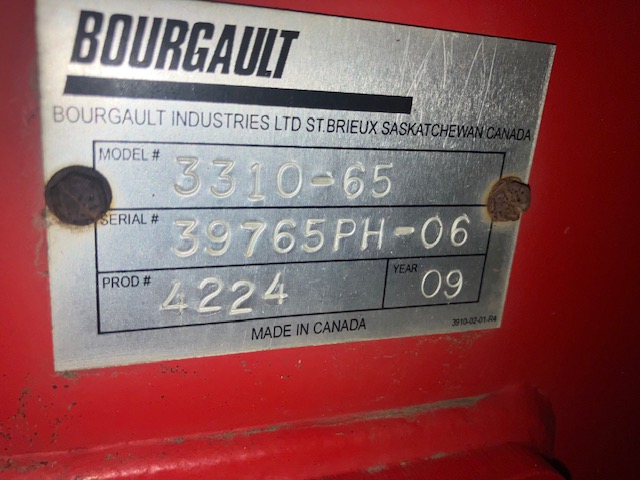 BOURGAULT
BOURGAULT INDUSTRIES LTD ST.BRIEUX SASKATCHEWAN CANADA
MODEL # 3310-65
SERIAL # 39765PH-06
PROD # 4224 YEAR 09
MADE IN CANADA 3910-02-01-RA